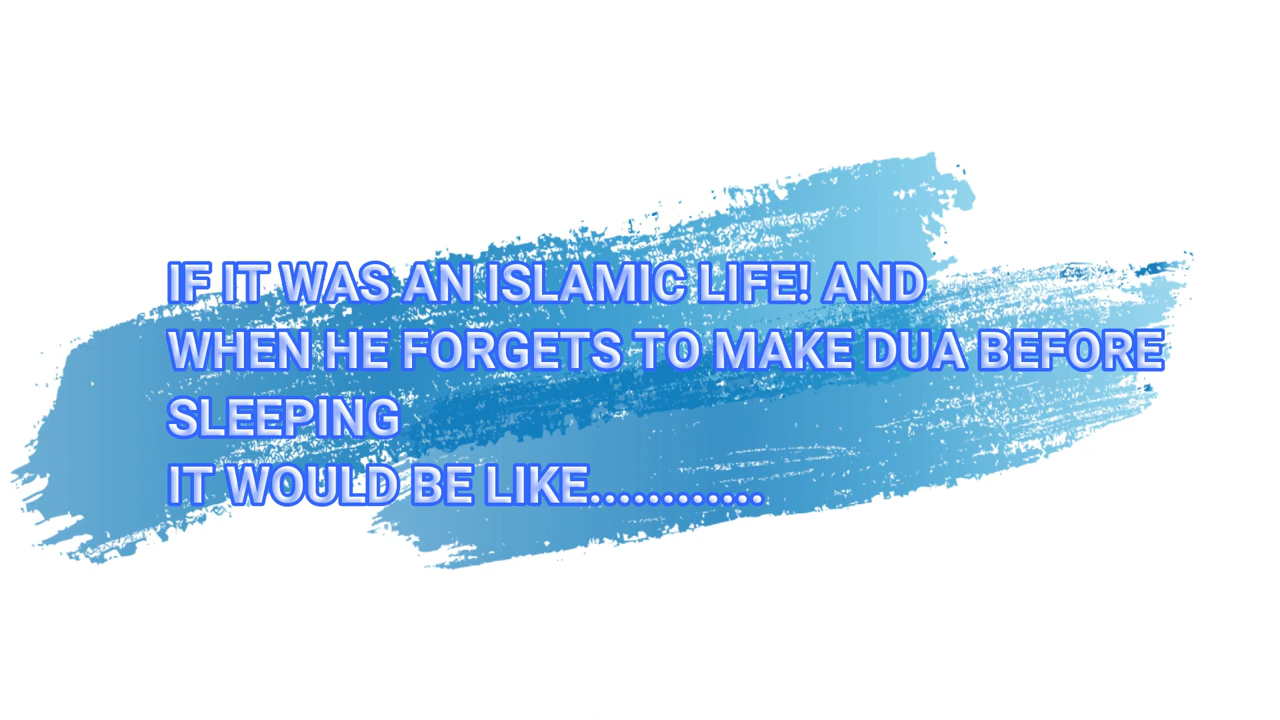 IF IT WAS AN ISLAMIC LIFE! AND
WHEN HE FORGETS TO MAKE DUA BEFORE
SLEEPING
IT WOULD BE LIKE............